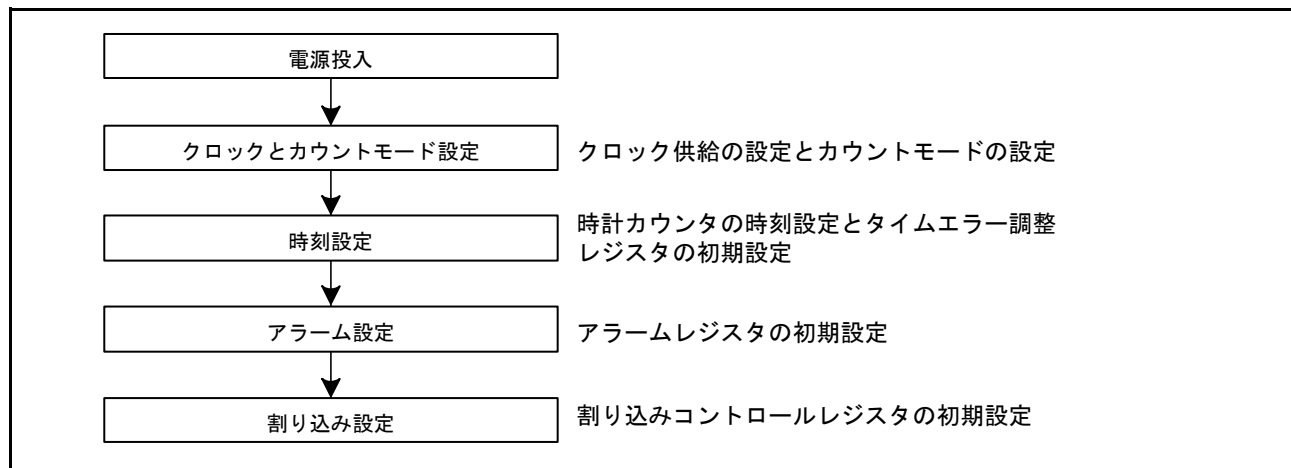 電源投入
クロックとカウントモード設定
クロック供給の設定とカウントモードの設定
時刻設定
時計カウンタの時刻設定とタイムエラー調整
レジスタの初期設定
アラーム設定
アラームレジスタの初期設定
割り込み設定
割り込みコントロールレジスタの初期設定